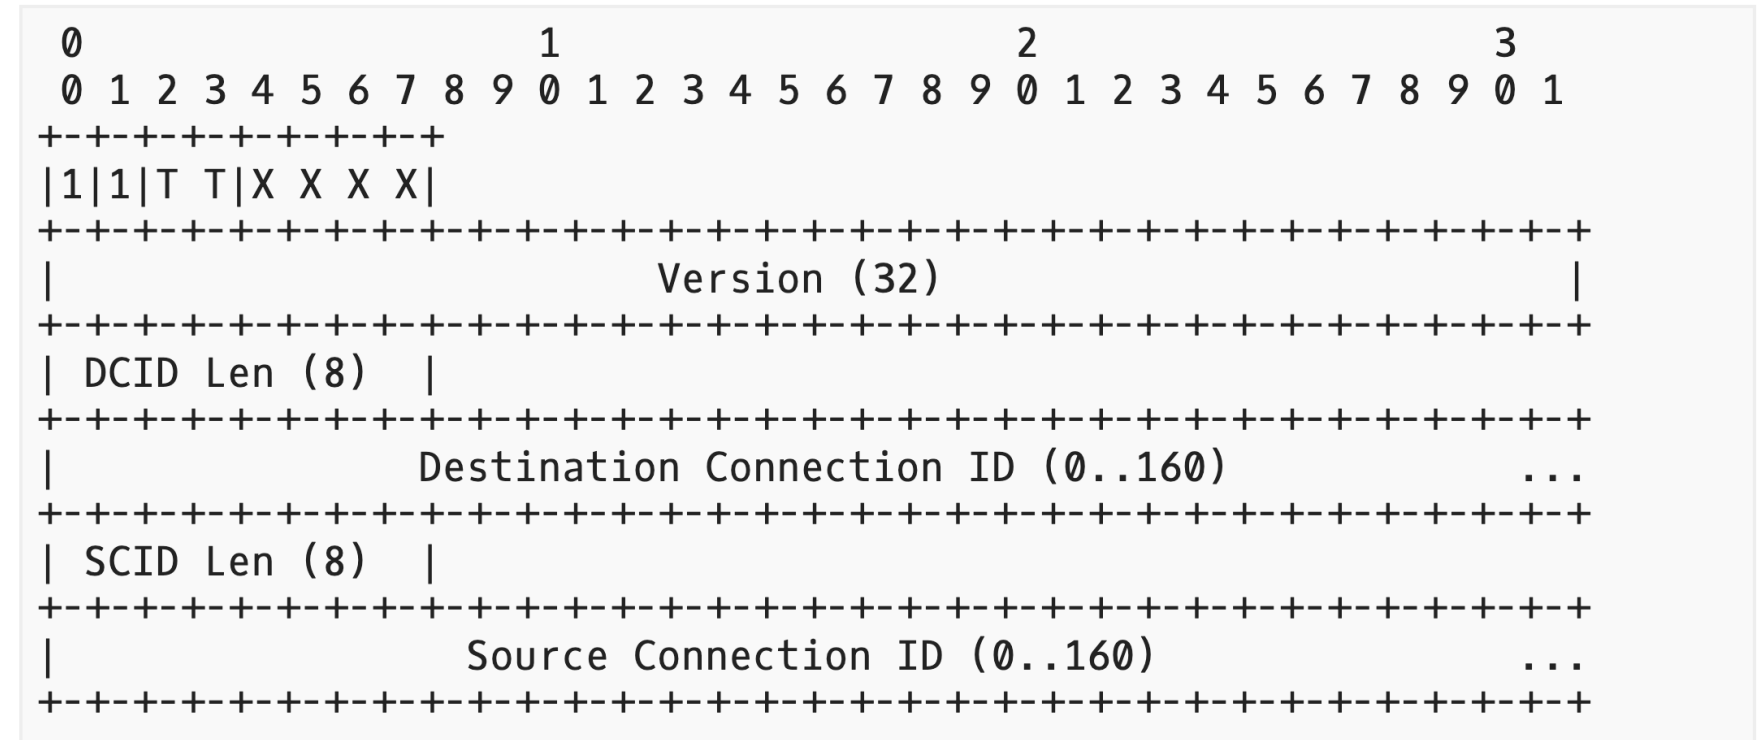 0                   1                   2                   3
 0 1 2 3 4 5 6 7 8 9 0 1 2 3 4 5 6 7 8 9 0 1 2 3 4 5 6 7 8 9 0 1
+-+-+-+-+-+-+-+-+
|1|1|T T|X X X X|
+-+-+-+-+-+-+-+-+-+-+-+-+-+-+-+-+-+-+-+-+-+-+-+-+-+-+-+-+-+-+-+-+
|                         Version (32)                          |
+-+-+-+-+-+-+-+-+-+-+-+-+-+-+-+-+-+-+-+-+-+-+-+-+-+-+-+-+-+-+-+-+
| DCID Len (8)  |
+-+-+-+-+-+-+-+-+-+-+-+-+-+-+-+-+-+-+-+-+-+-+-+-+-+-+-+-+-+-+-+-+
|               Destination Connection ID (0..160)            ...
+-+-+-+-+-+-+-+-+-+-+-+-+-+-+-+-+-+-+-+-+-+-+-+-+-+-+-+-+-+-+-+-+
| SCID Len (8)  |
+-+-+-+-+-+-+-+-+-+-+-+-+-+-+-+-+-+-+-+-+-+-+-+-+-+-+-+-+-+-+-+-+
|                 Source Connection ID (0..160)               ...
+-+-+-+-+-+-+-+-+-+-+-+-+-+-+-+-+-+-+-+-+-+-+-+-+-+-+-+-+-+-+-+-+